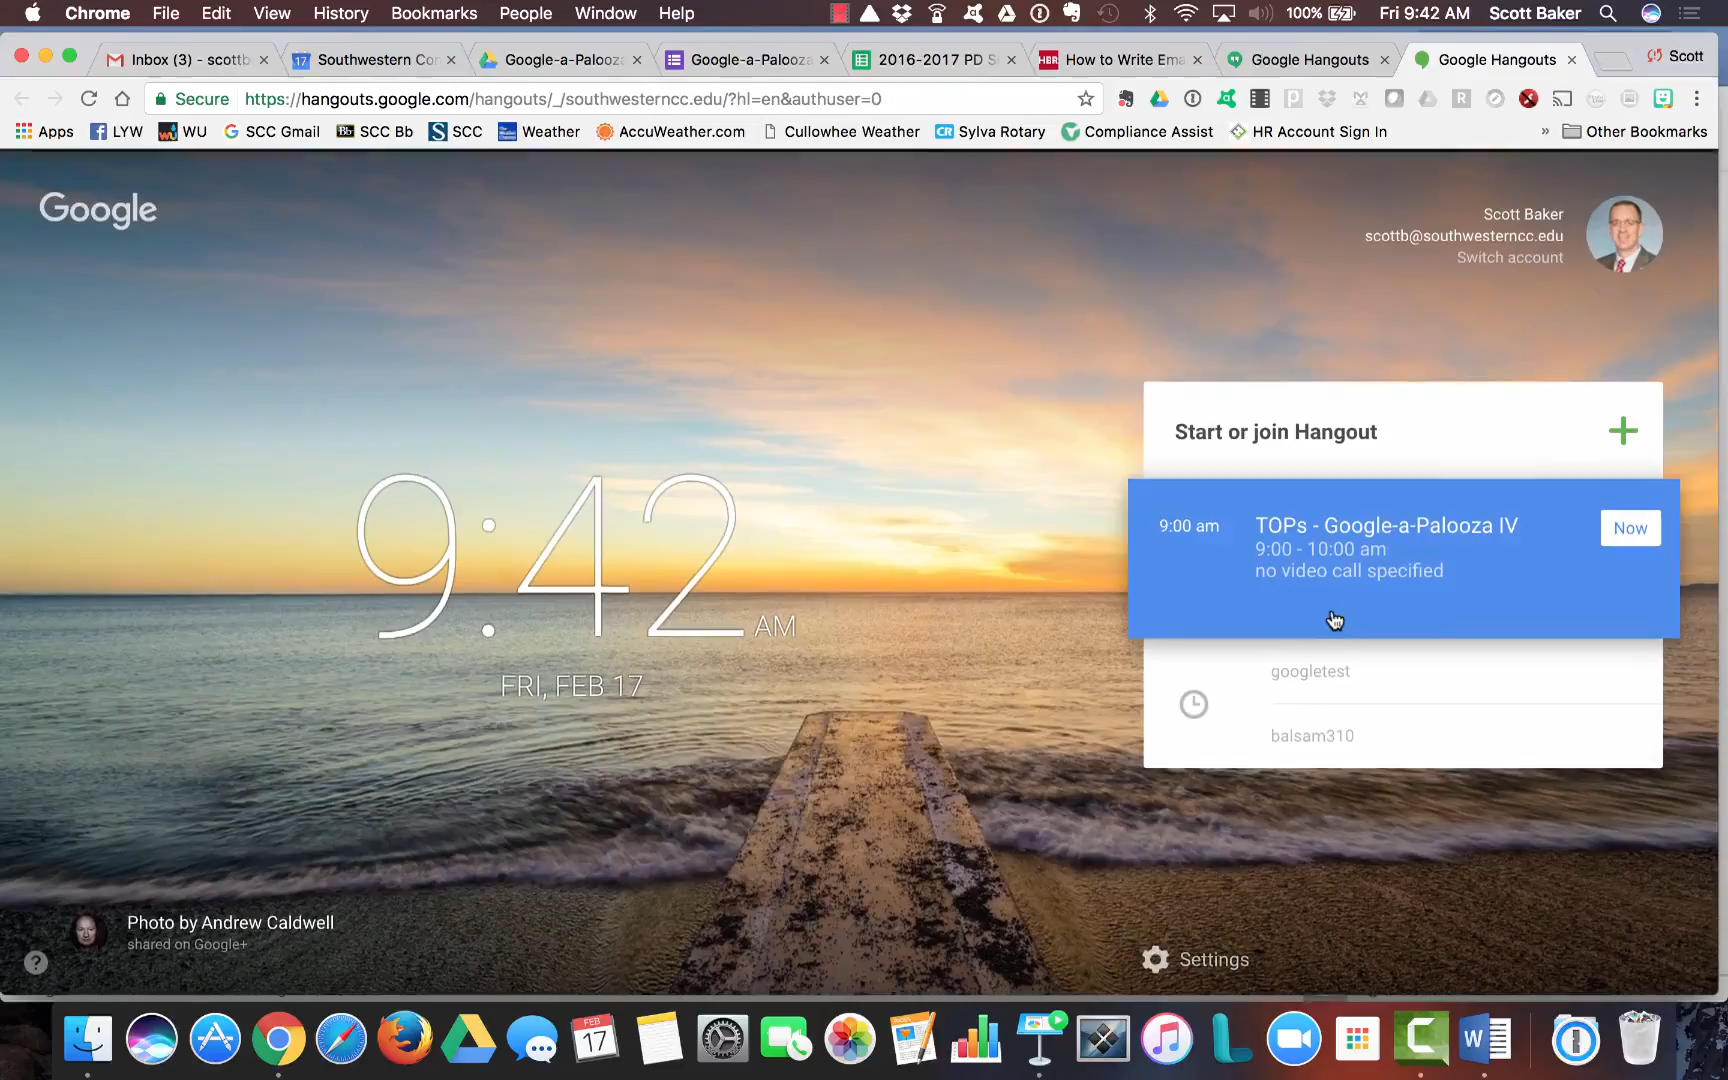 Chrome File Edit View History Bookmarks People Window Help 100% Fri 9:42 AM Scott Baker
Inbox (3) - scottb Southwestern Con Google-a-Palooza Google-a-Palooza 2016-2017 PD S How to Write Ema Google Hangouts Google Hangouts Scott
Secure https://hangouts.google.com/hangouts/_/southwesterncc.edu/?hl=en&authuser=0
Apps LYW WU SCC Gmail SCC Bb SCC Weather AccuWeather.com Cullowhee Weather Sylva Rotary Compliance Assist HR Account Sign In » Other Bookmarks
Google
Scott Baker
scottb@southwesterncc.edu
Switch account
Start or join Hangout
9:00 am TOPs - Google-a-Palooza IV Now
9:00 - 10:00 am
no video call specified
googletest
balsam310
9:42 AM
FRI, FEB 17
Photo by Andrew Caldwell
shared on Google+
Settings
FEB
17